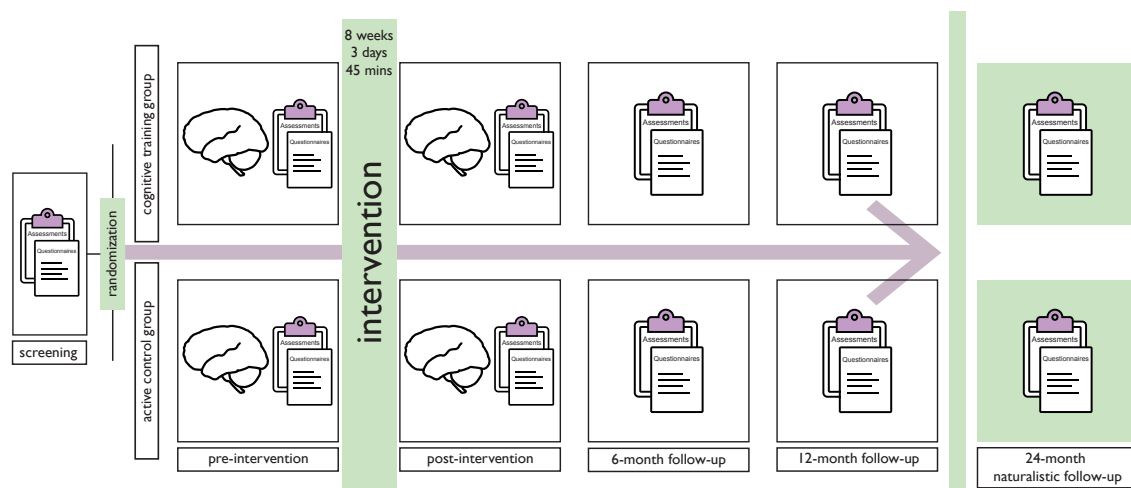 8 weeks
3 days
45 mins
cognitive training group
Assessments
Questionnaires
Assessments
Questionnaires
Assessments
Questionnaires
Assessments
Questionnaires
Assessments
Questionnaires
Assessments
Questionnaires
screening
randomization
intervention
active control group
Assessments
Questionnaires
Assessments
Questionnaires
Assessments
Questionnaires
Assessments
Questionnaires
Assessments
Questionnaires
pre-intervention
post-intervention
6-month follow-up
12-month follow-up
24-month
naturalistic follow-up